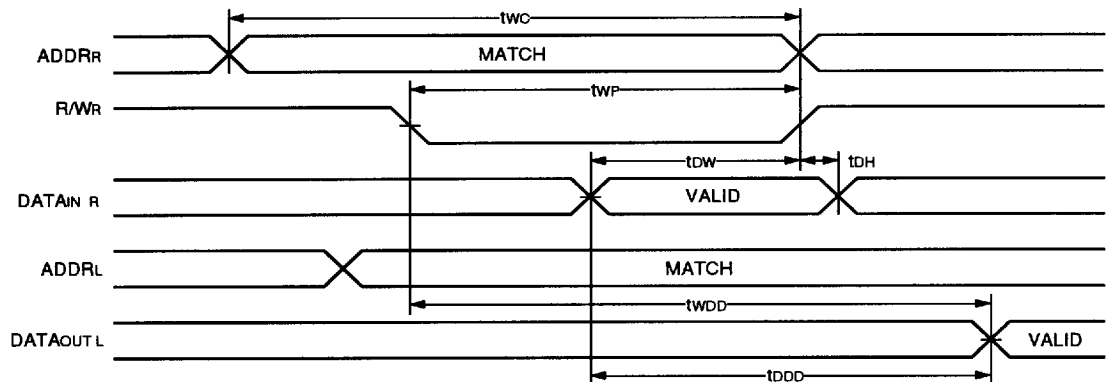 tWC
ADDRR MATCH
tWP
R/WR
tDW tDH
DATAIN R VALID
ADDRL MATCH
tWDD
DATAOUT L VALID
tDDD